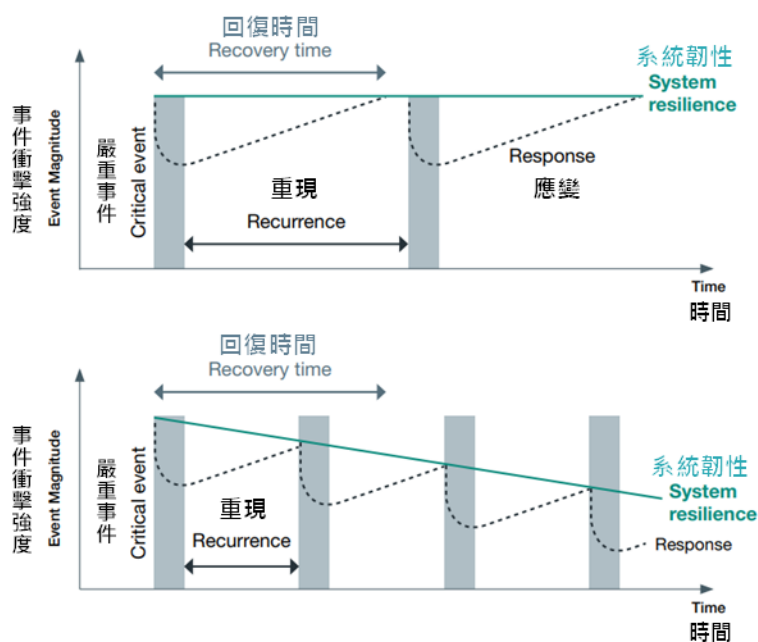 回復時間
Recovery time
系統韌性
System
resilience
事件衝擊強度
Event Magnitude
嚴重事件
Critical event
Response
應變
重現
Recurrence
Time
時間
回復時間
Recovery time
事件衝擊強度
Event Magnitude
嚴重事件
Critical event
系統韌性
System
resilience
重現
Recurrence
Response
Time
時間